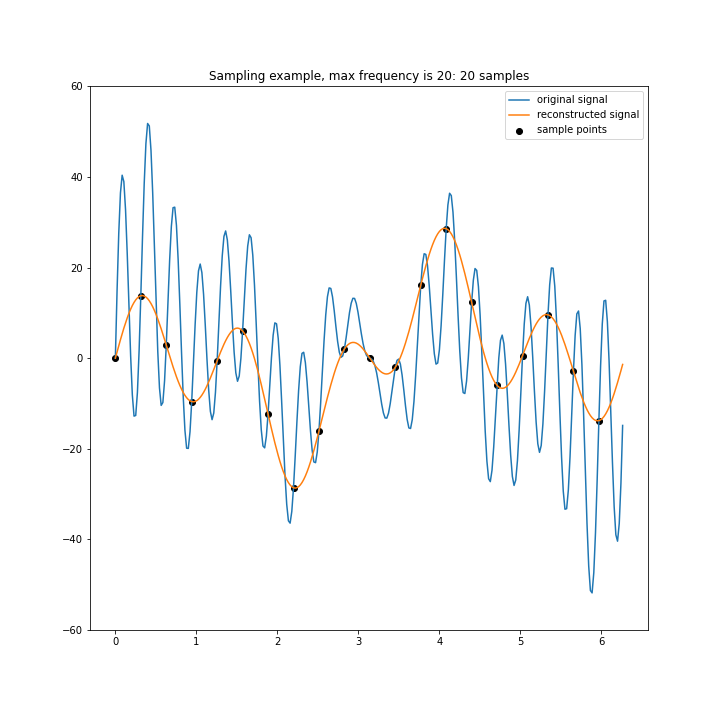 Sampling example, max frequency is 20: 20 samples
original signal
reconstructed signal
sample points
60
40
20
0
−20
−40
−60
0 1 2 3 4 5 6